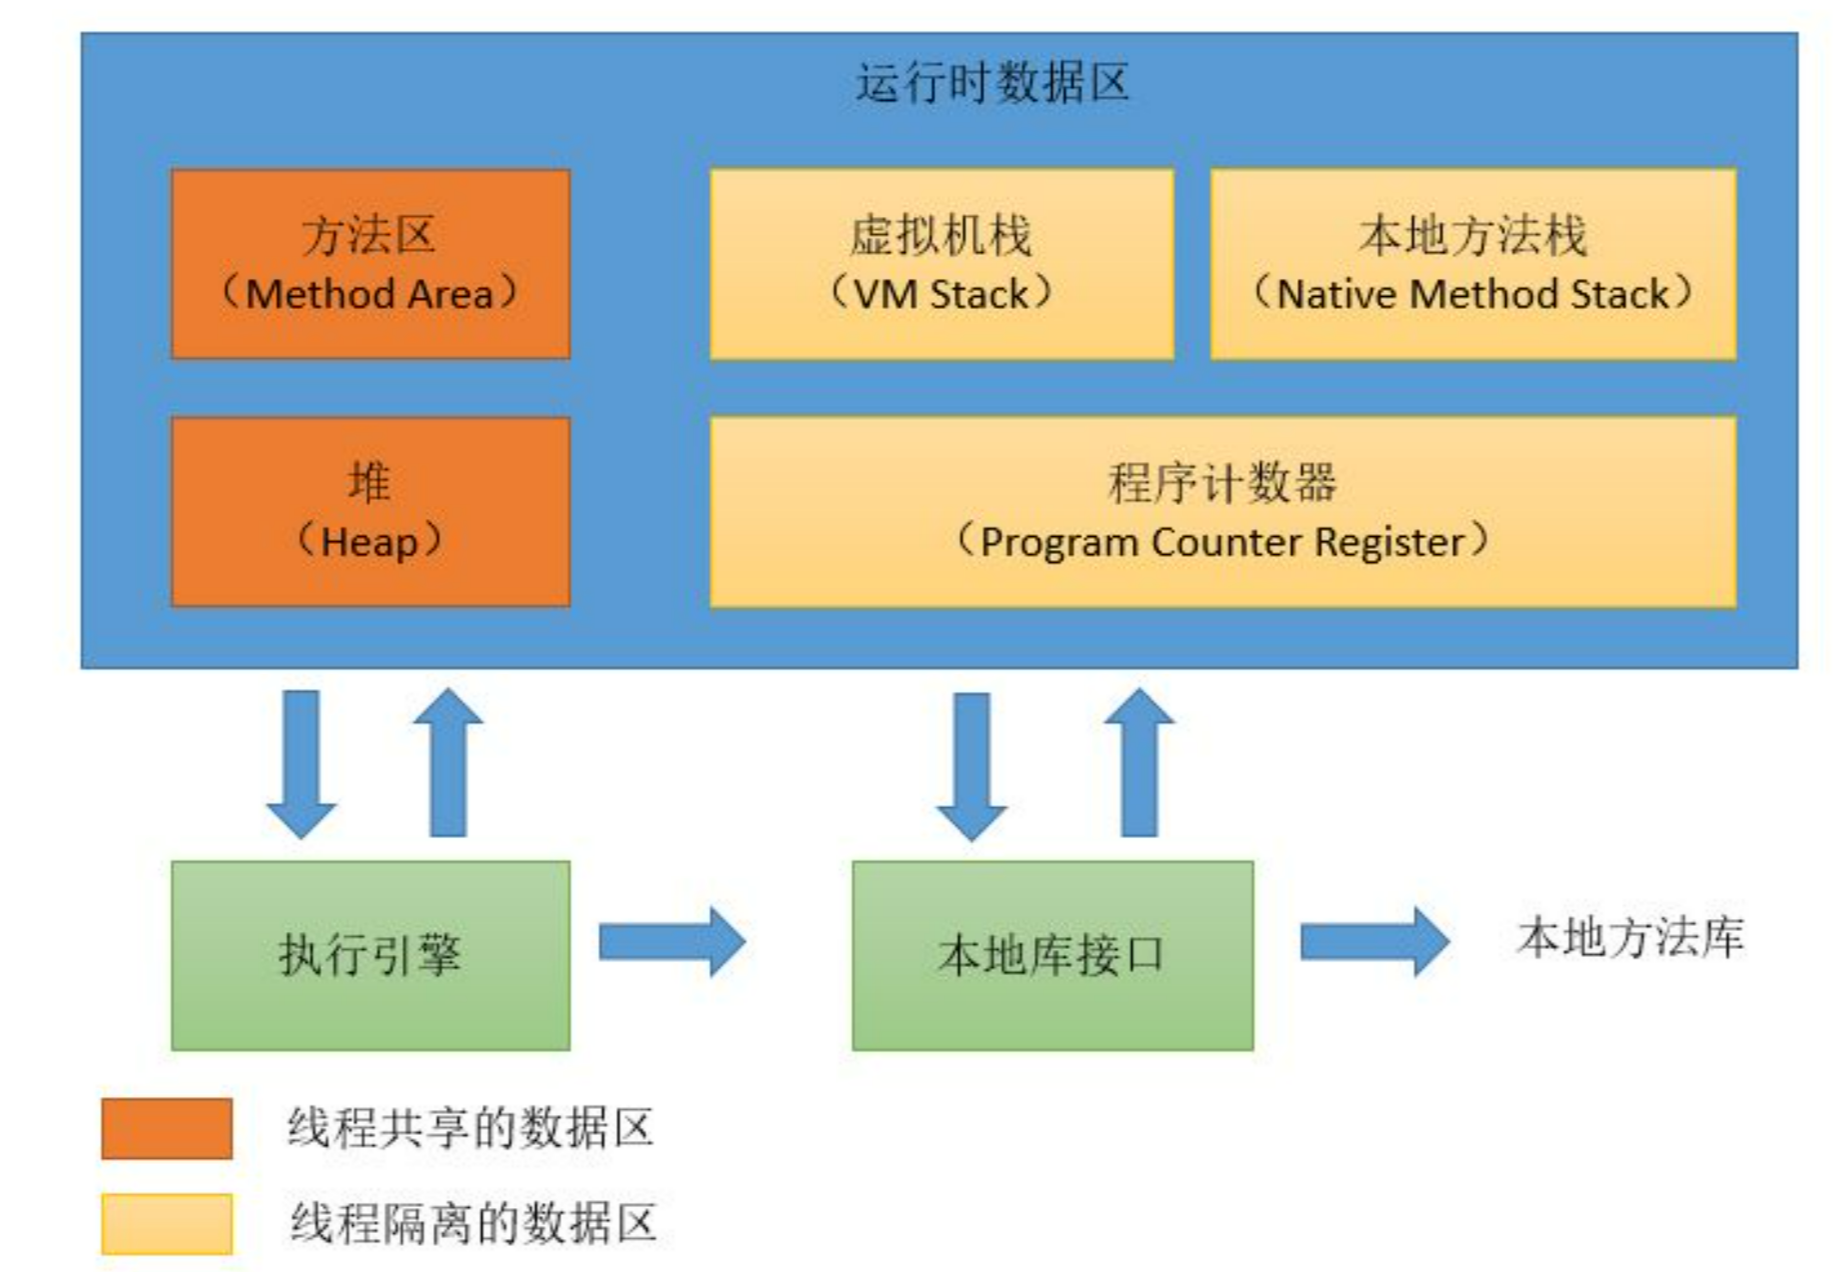 运行时数据区
方法区
（Method Area）
虚拟机栈
（VM Stack）
本地方法栈
（Native Method Stack）
堆
（Heap）
程序计数器
（Program Counter Register）
执行引擎
本地库接口
本地方法库
线程共享的数据区
线程隔离的数据区